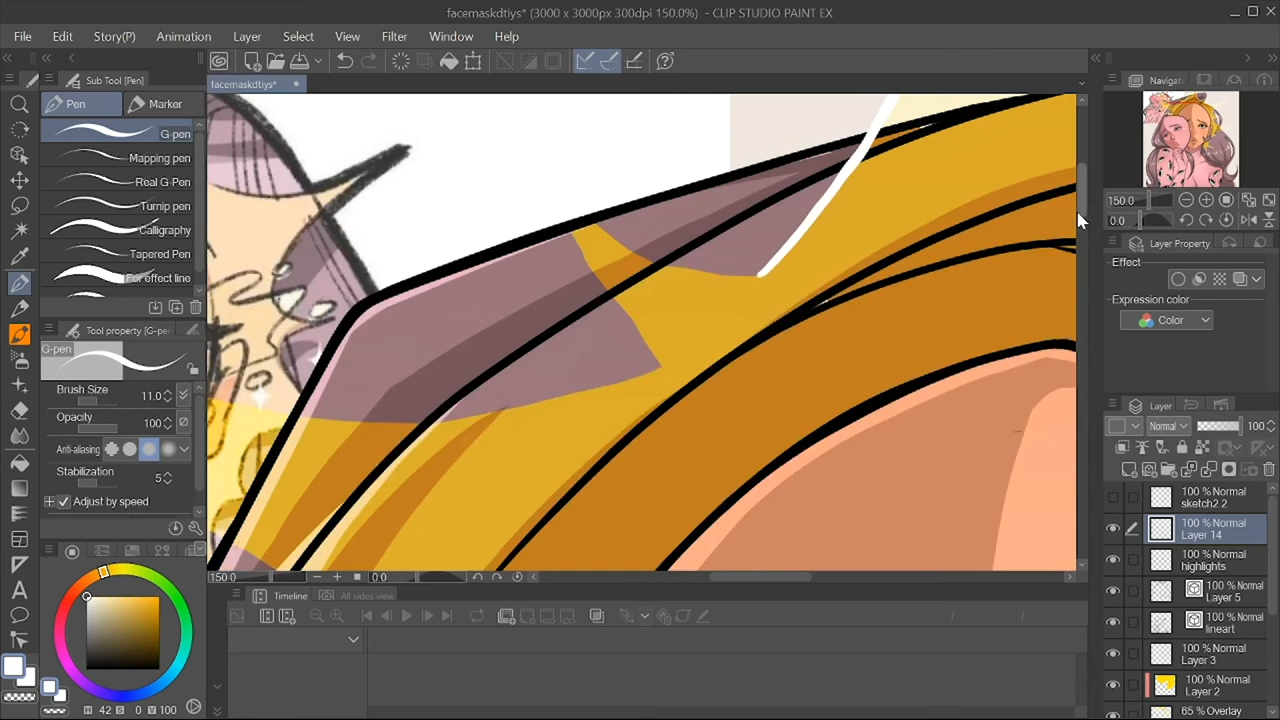 facemaskdtiys* (3000 x 3000px 300dpi 150.0%)  - CLIP STUDIO PAINT EX
File Edit Story(P) Animation Layer Select View Filter Window Help
Sub Tool [Pen]
facemaskdtiys*
Pen Marker
G-pen
Mapping pen
Real G-Pen
Turnip pen
Calligraphy
Tapered Pen
For effect line
Tool property [G-pen
G-pen
Brush Size 11.0
Opacity 100
Anti-aliasing
Stabilization 5
Adjust by speed
H 42 S 0 V 100
150.0 0.0
Timeline All sides view
Navigat
150.0
0.0
Layer Property
Effect
Expression color
Color
Layer
Normal 100
100 % Normal
sketch2.2
100 % Normal
Layer 14
100 % Normal
highlights
100 % Normal
Layer 5
100 % Normal
lineart
100 % Normal
Layer 3
100 % Normal
Layer 2
65 % Overlay